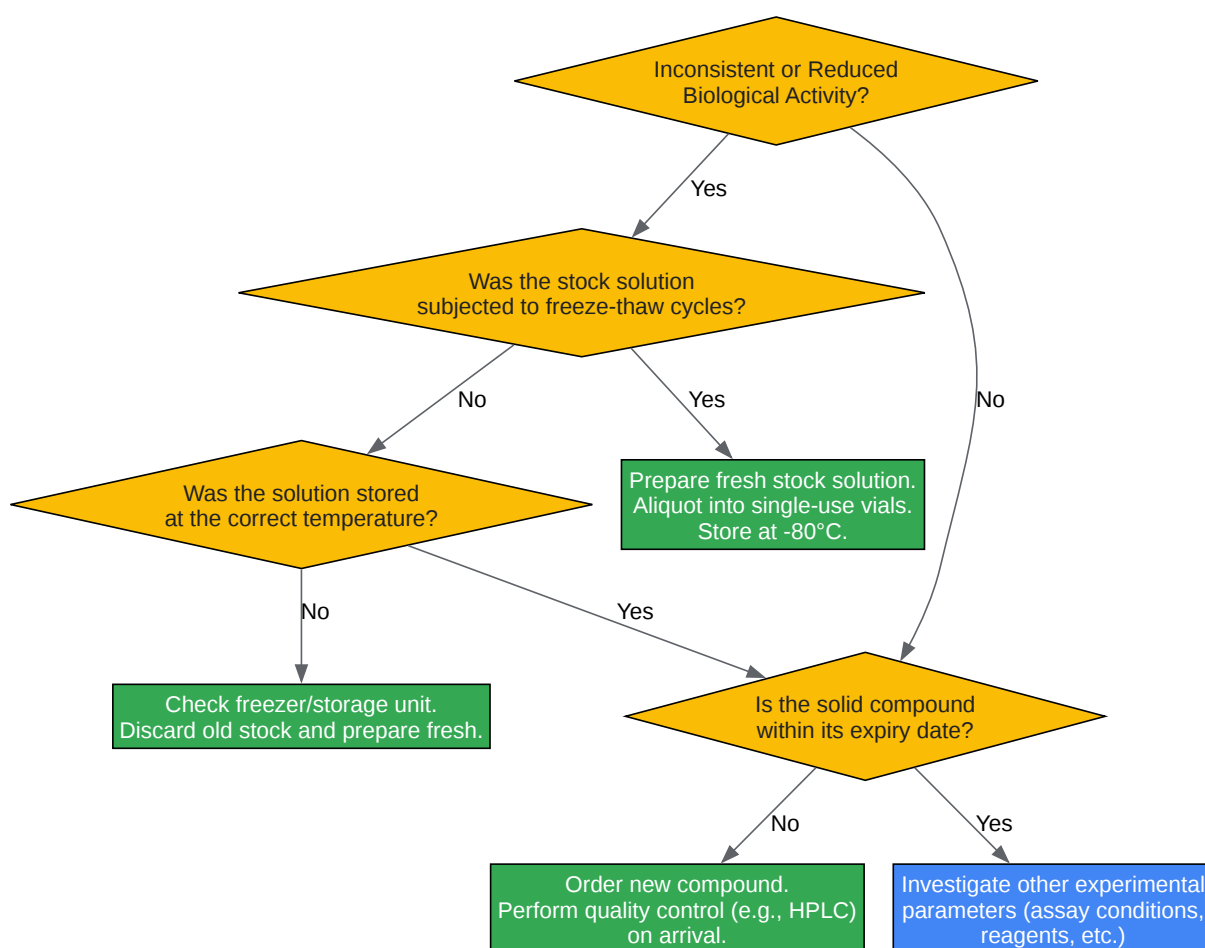 Inconsistent or Reduced
Biological Activity?
Yes
Was the stock solution
subjected to freeze-thaw cycles?
No
Yes
No
Was the solution stored
at the correct temperature?
Prepare fresh stock solution.
Aliquot into single-use vials.
Store at -80°C.
No
Yes
Check freezer/storage unit.
Discard old stock and prepare fresh.
Is the solid compound
within its expiry date?
No
Yes
Order new compound.
Perform quality control (e.g., HPLC)
on arrival.
Investigate other experimental
parameters (assay conditions,
reagents, etc.)